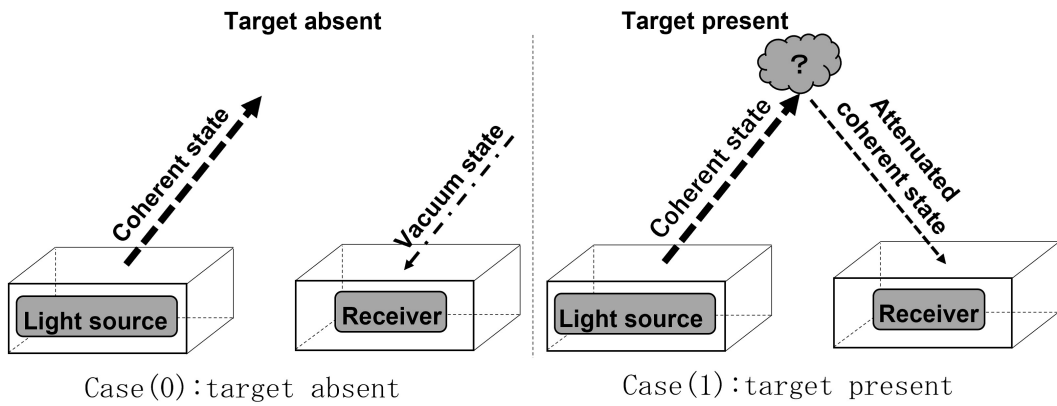 Target absent
Coherent state
Vacuum state
Light source
Receiver
Case(0):target absent
Target present
?
Coherent state
Attenuated
coherent state
Light source
Receiver
Case(1):target present